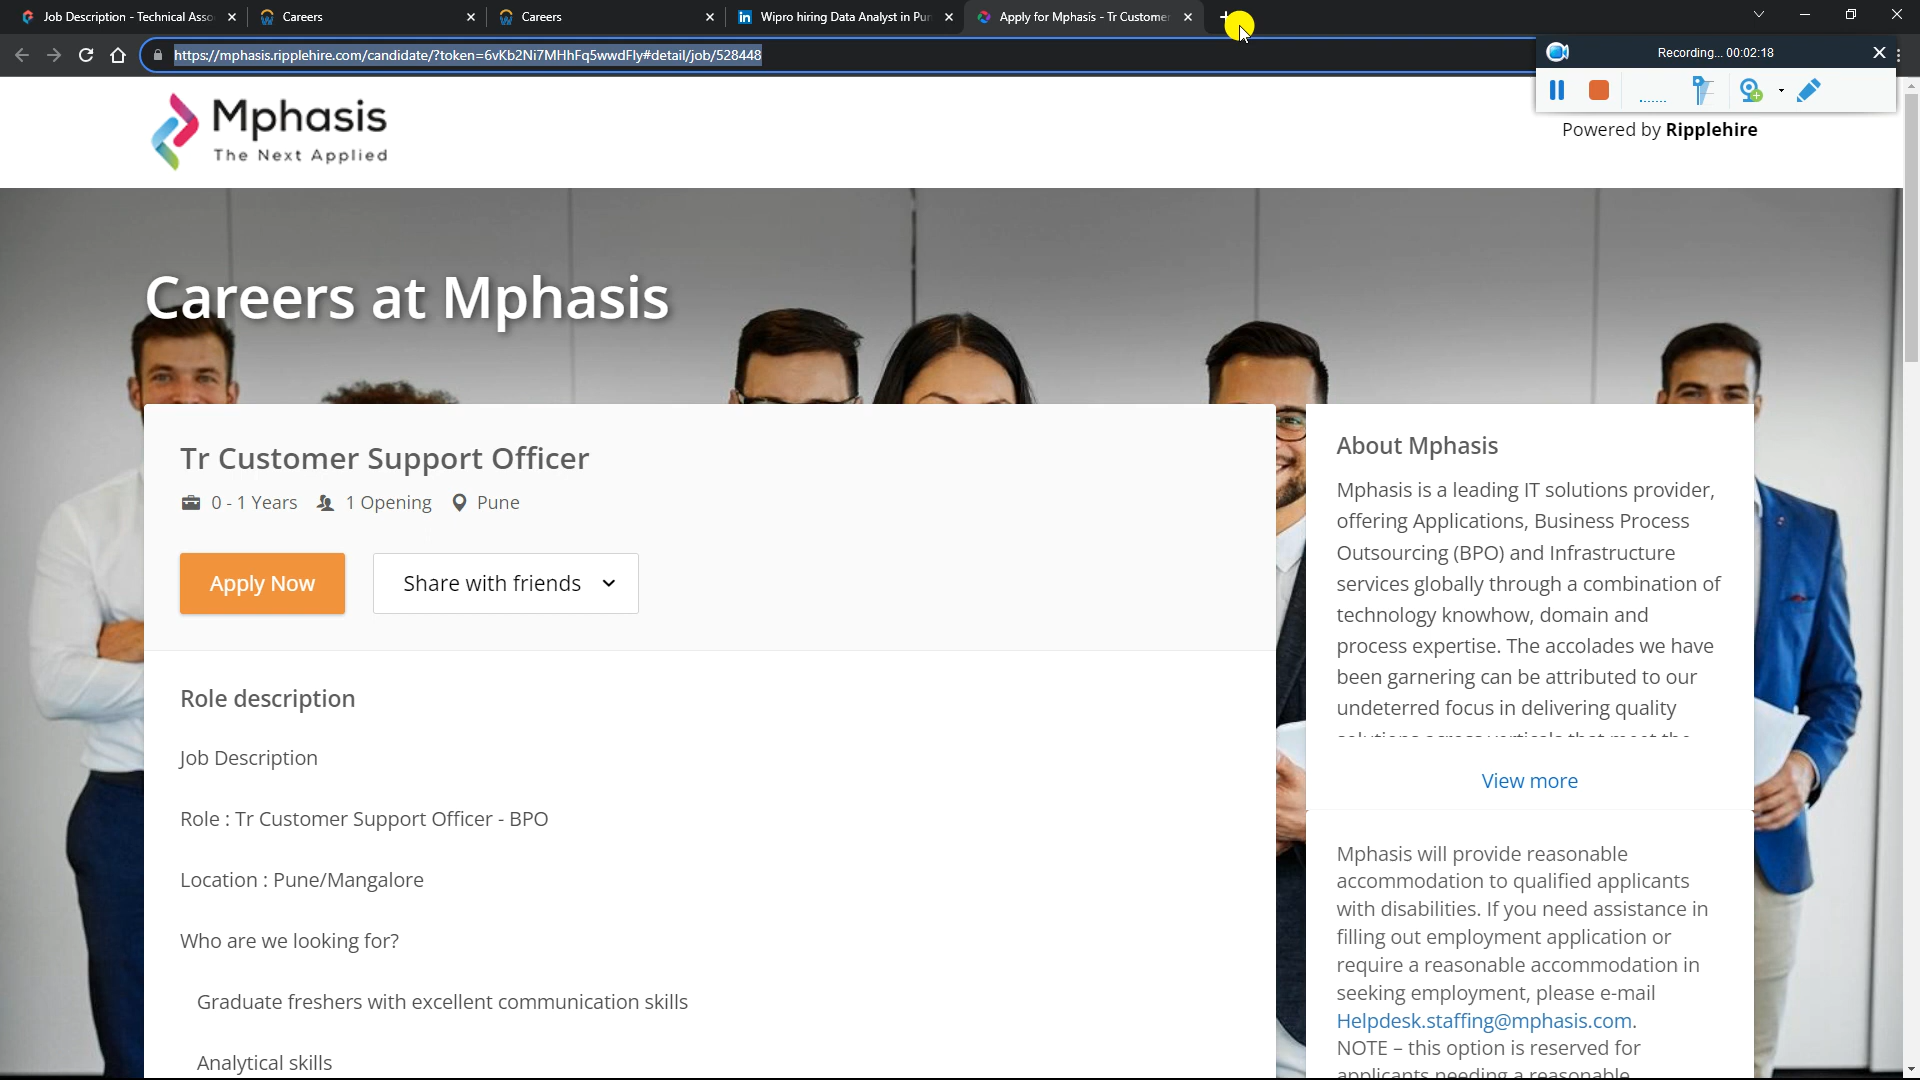 Job Description - Technical Asso
Careers
Careers
Wipro hiring Data Analyst in Pun
Apply for Mphasis - Tr Customer
https://mphasis.ripplehire.com/candidate/?token=6vKb2Ni7MHhFq5wwdFly#detail/job/528448
Recording... 00:02:18
Mphasis
The Next Applied
Powered by Ripplehire
Careers at Mphasis
Tr Customer Support Officer
0 - 1 Years
1 Opening
Pune
Apply Now
Share with friends
Role description
Job Description
Role : Tr Customer Support Officer - BPO
Location : Pune/Mangalore
Who are we looking for?
Graduate freshers with excellent communication skills
Analytical skills
About Mphasis
Mphasis is a leading IT solutions provider,
offering Applications, Business Process
Outsourcing (BPO) and Infrastructure
services globally through a combination of
technology knowhow, domain and
process expertise. The accolades we have
been garnering can be attributed to our
undeterred focus in delivering quality
solutions across verticals that meet the
View more
Mphasis will provide reasonable
accommodation to qualified applicants
with disabilities. If you need assistance in
filling out employment application or
require a reasonable accommodation in
seeking employment, please e-mail
Helpdesk.staffing@mphasis.com.
NOTE – this option is reserved for
applicants needing a reasonable